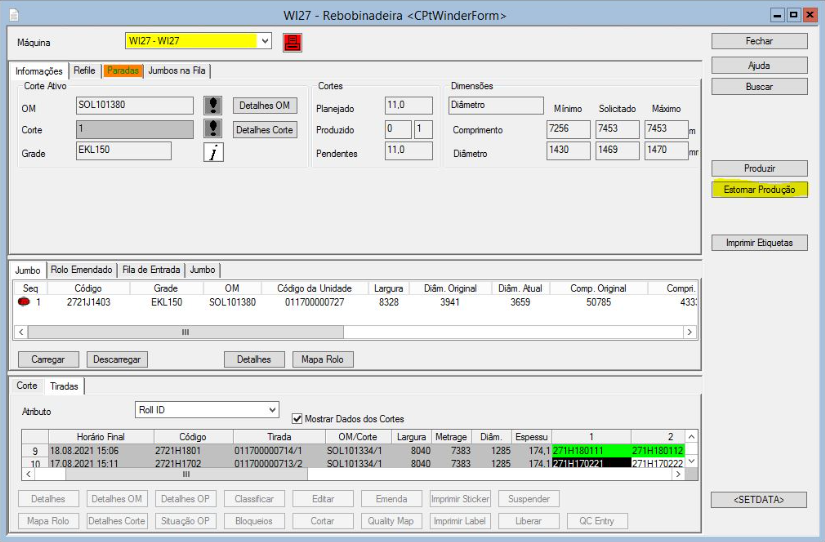 WI27 - Rebobinadeira <CPtWinderForm>
Máquina
WI27 - WI27
Fechar
Ajuda
Buscar
Informações Refile Paradas Jumbos na Fila
Corte Ativo
OM SOL101380 Detalhes OM
Corte 1 Detalhes Corte
Grade EKL150 i
Cortes
Planejado 11,0
Produzido 0 1
Pendentes 11,0
Dimensões
Diâmetro Mínimo Solicitado Máximo
Comprimento 7256 7453 7453 m
Diâmetro 1430 1469 1470 mr
Produzir
Estornar Produção
Imprimir Etiquetas
Jumbo Rolo Emendado Fila de Entrada Jumbo
Seq Código Grade OM Código da Unidade Largura Diâm. Original Diâm. Atual Comp. Original Compri.
1 2721J1403 EKL150 SOL101380 011700000727 8328 3941 3659 50785 433
Carregar Descarregar Detalhes Mapa Rolo
Corte Tiradas
Atributo Roll ID Mostrar Dados dos Cortes
Horário Final Código Tirada OM/Corte Largura Metrage Diâm. Espessu 1 2
9 18.08.2021 15:06 2721H1801 011700000714/1 SOL101334/1 8040 7383 1285 174,1 271H180111 271H180112
10 17.08.2021 15:11 2721H1702 011700000713/2 SOL101334/1 8040 7383 1285 174,1 271H170221 271H170222
Detalhes Detalhes OM Detalhes OP Classificar Editar Emenda Imprimir Sticker Suspender
Mapa Rolo Detalhes Corte Situação OP Bloqueios Cortar Quality Map Imprimir Label Liberar QC Entry
<SETDATA>